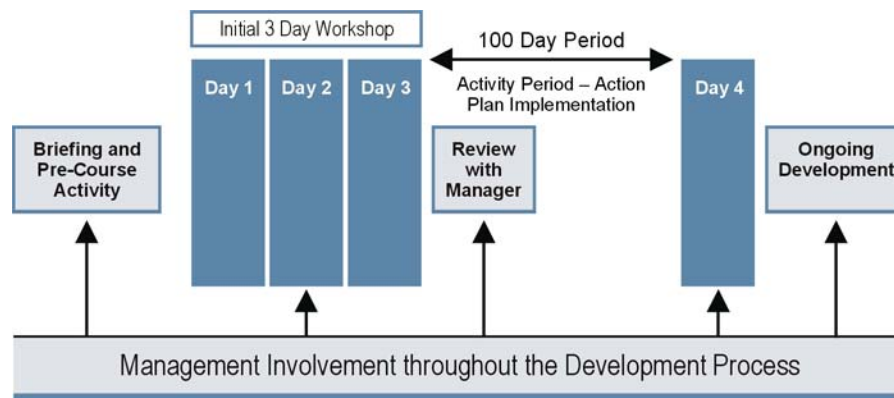 Initial 3 Day Workshop
100 Day Period
Day 1
Day 2
Day 3
Activity Period – Action
Plan Implementation
Day 4
Briefing and
Pre-Course
Activity
Review
with
Manager
Ongoing
Development
Management Involvement throughout the Development Process